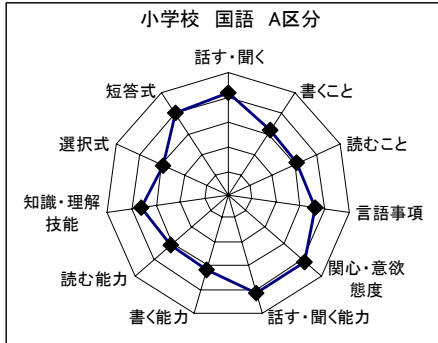 小学校 国語 A区分
話す・聞く
書くこと
読むこと
言語事項
関心・意欲
態度
話す・聞く能力
書く能力
読む能力
知識・理解
技能
選択式
短答式